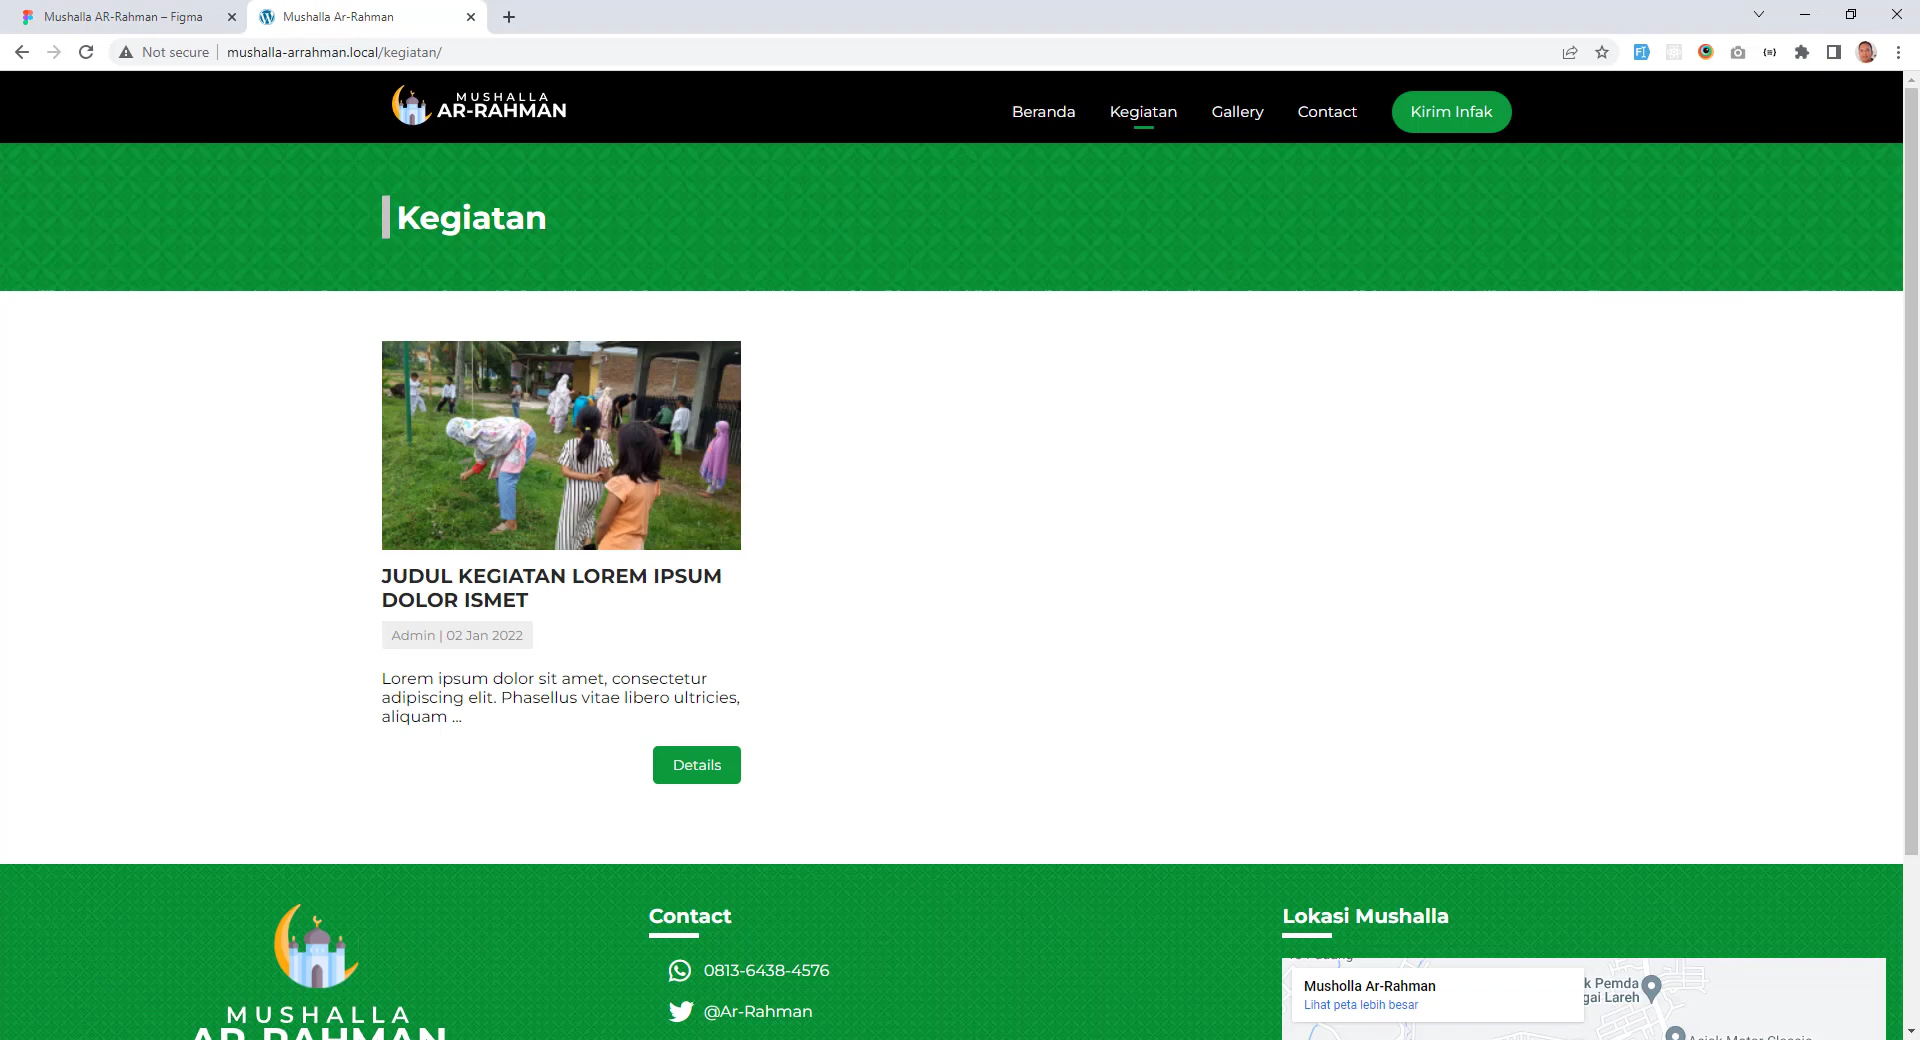 Mushalla AR-Rahman – Figma
Mushalla Ar-Rahman
Not secure
mushalla-arrahman.local/kegiatan/
MUSHALLA
AR-RAHMAN
Beranda
Kegiatan
Gallery
Contact
Kirim Infak
Kegiatan
JUDUL KEGIATAN LOREM IPSUM
DOLOR ISMET
Admin | 02 Jan 2022
Lorem ipsum dolor sit amet, consectetur
adipiscing elit. Phasellus vitae libero ultricies,
aliquam ...
Details
MUSHALLA
AR-RAHMAN
Contact
0813-6438-4576
@Ar-Rahman
Lokasi Mushalla
Musholla Ar-Rahman
Lihat peta lebih besar
k Pemda
gai Lareh